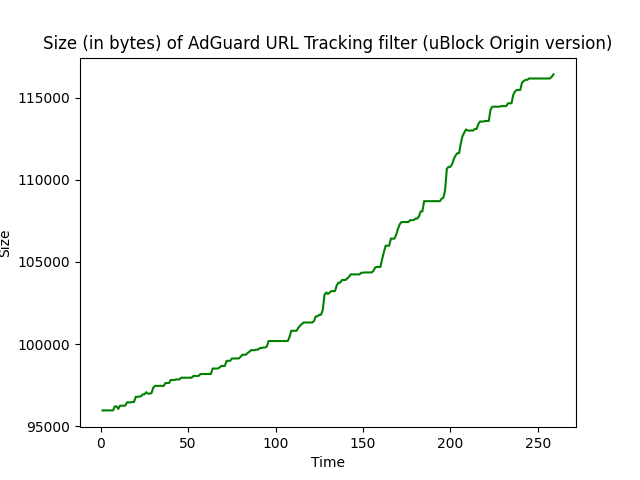 Size (in bytes) of AdGuard URL Tracking filter (uBlock Origin version)
115000
110000
105000
100000
95000
Size
0 50 100 150 200 250
Time